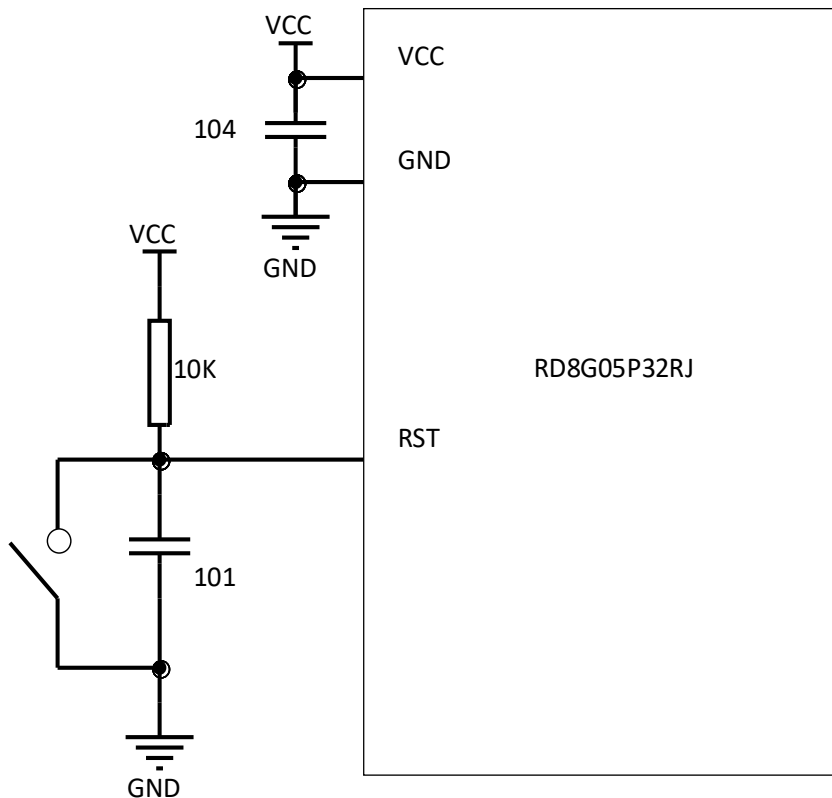 VCC
VCC
104
GND
GND
VCC
10K
RD8G05P32RJ
RST
101
GND